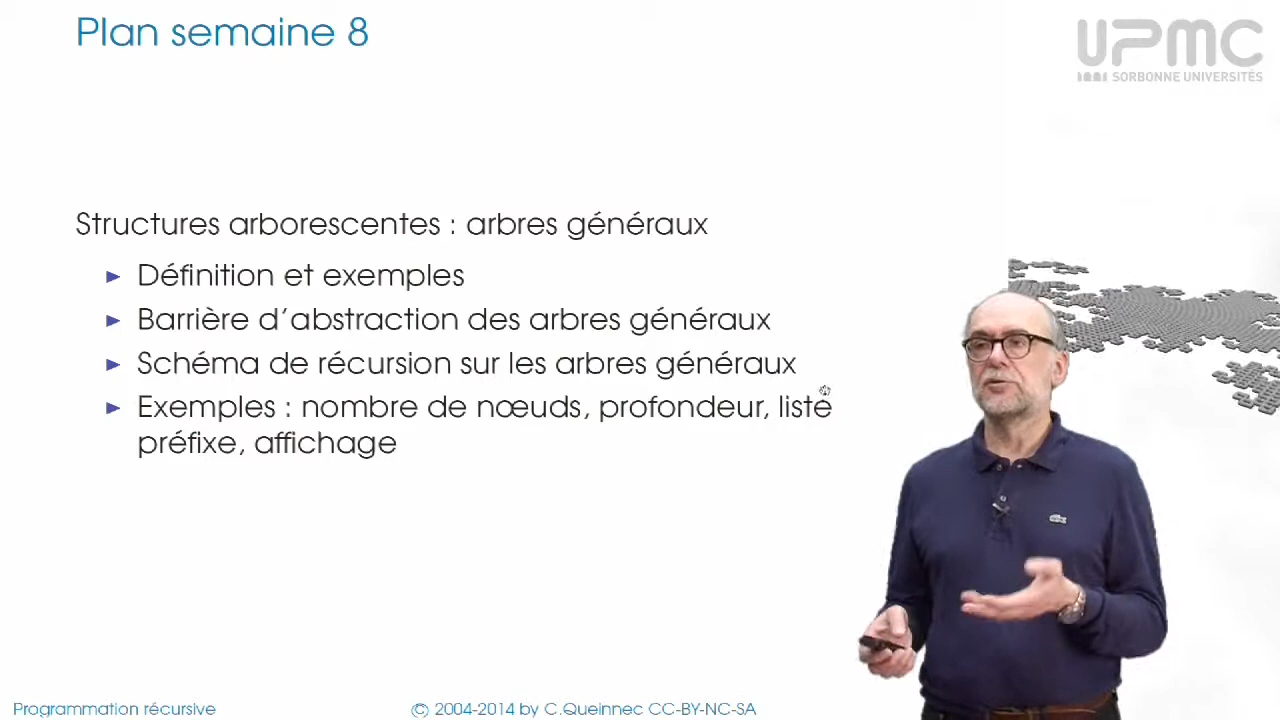 Plan semaine 8
UPMC
SORBONNE UNIVERSITÉS
Structures arborescentes : arbres généraux
Définition et exemples
Barrière d'abstraction des arbres généraux
Schéma de récursion sur les arbres généraux
Exemples : nombre de nœuds, profondeur, liste
préfixe, affichage
Programmation récursive
© 2004-2014 by C.Queinnec CC-BY-NC-SA